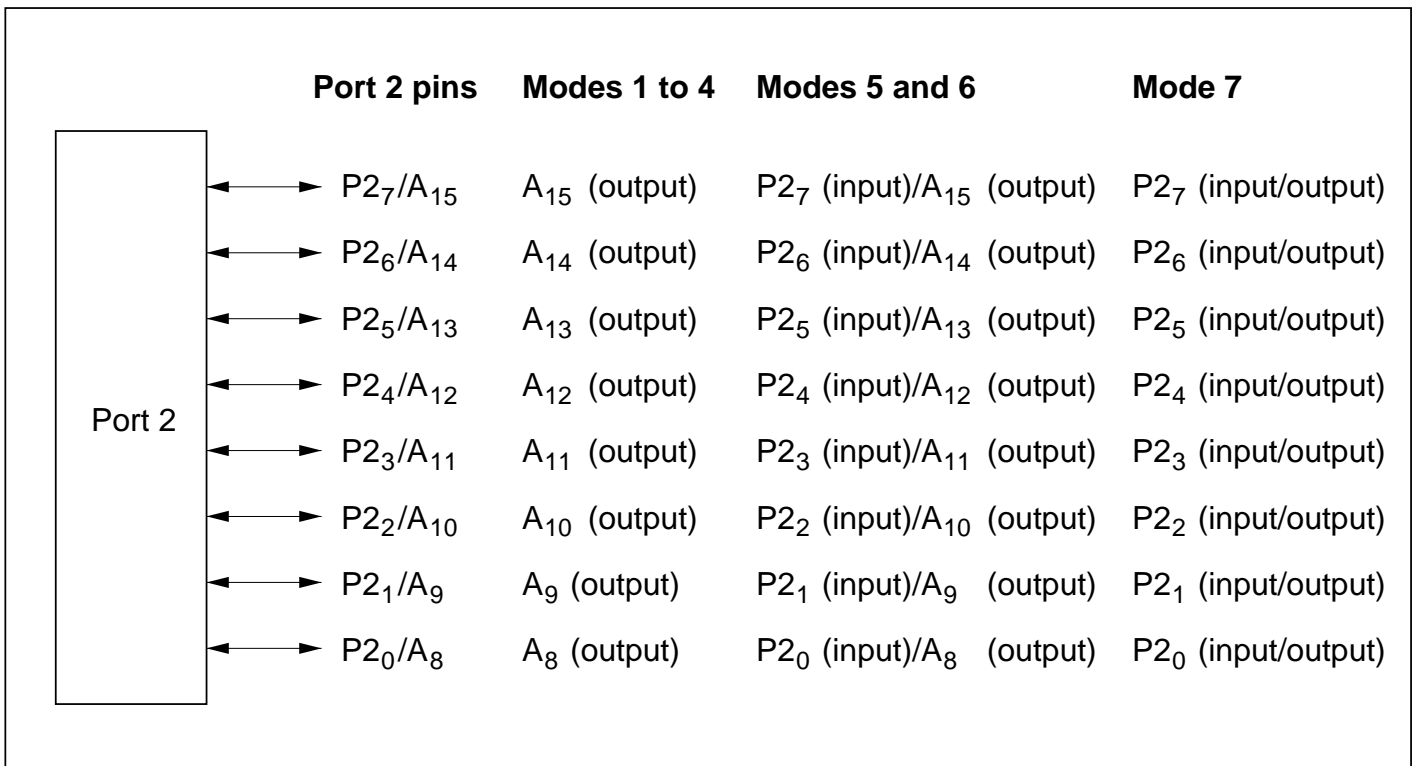 Port 2 pins Modes 1 to 4 Modes 5 and 6 Mode 7
P2₇/A₁₅ A₁₅ (output) P2₇ (input)/A₁₅ (output) P2₇ (input/output)
P2₆/A₁₄ A₁₄ (output) P2₆ (input)/A₁₄ (output) P2₆ (input/output)
P2₅/A₁₃ A₁₃ (output) P2₅ (input)/A₁₃ (output) P2₅ (input/output)
P2₄/A₁₂ A₁₂ (output) P2₄ (input)/A₁₂ (output) P2₄ (input/output)
Port 2
P2₃/A₁₁ A₁₁ (output) P2₃ (input)/A₁₁ (output) P2₃ (input/output)
P2₂/A₁₀ A₁₀ (output) P2₂ (input)/A₁₀ (output) P2₂ (input/output)
P2₁/A₉ A₉ (output) P2₁ (input)/A₉ (output) P2₁ (input/output)
P2₀/A₈ A₈ (output) P2₀ (input)/A₈ (output) P2₀ (input/output)